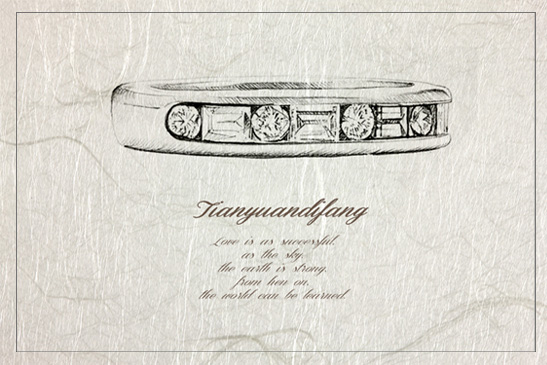 Tianyuandifang
Love is as successful.
as the sky.
the earth is strong.
from hen on,
the world can be learned.